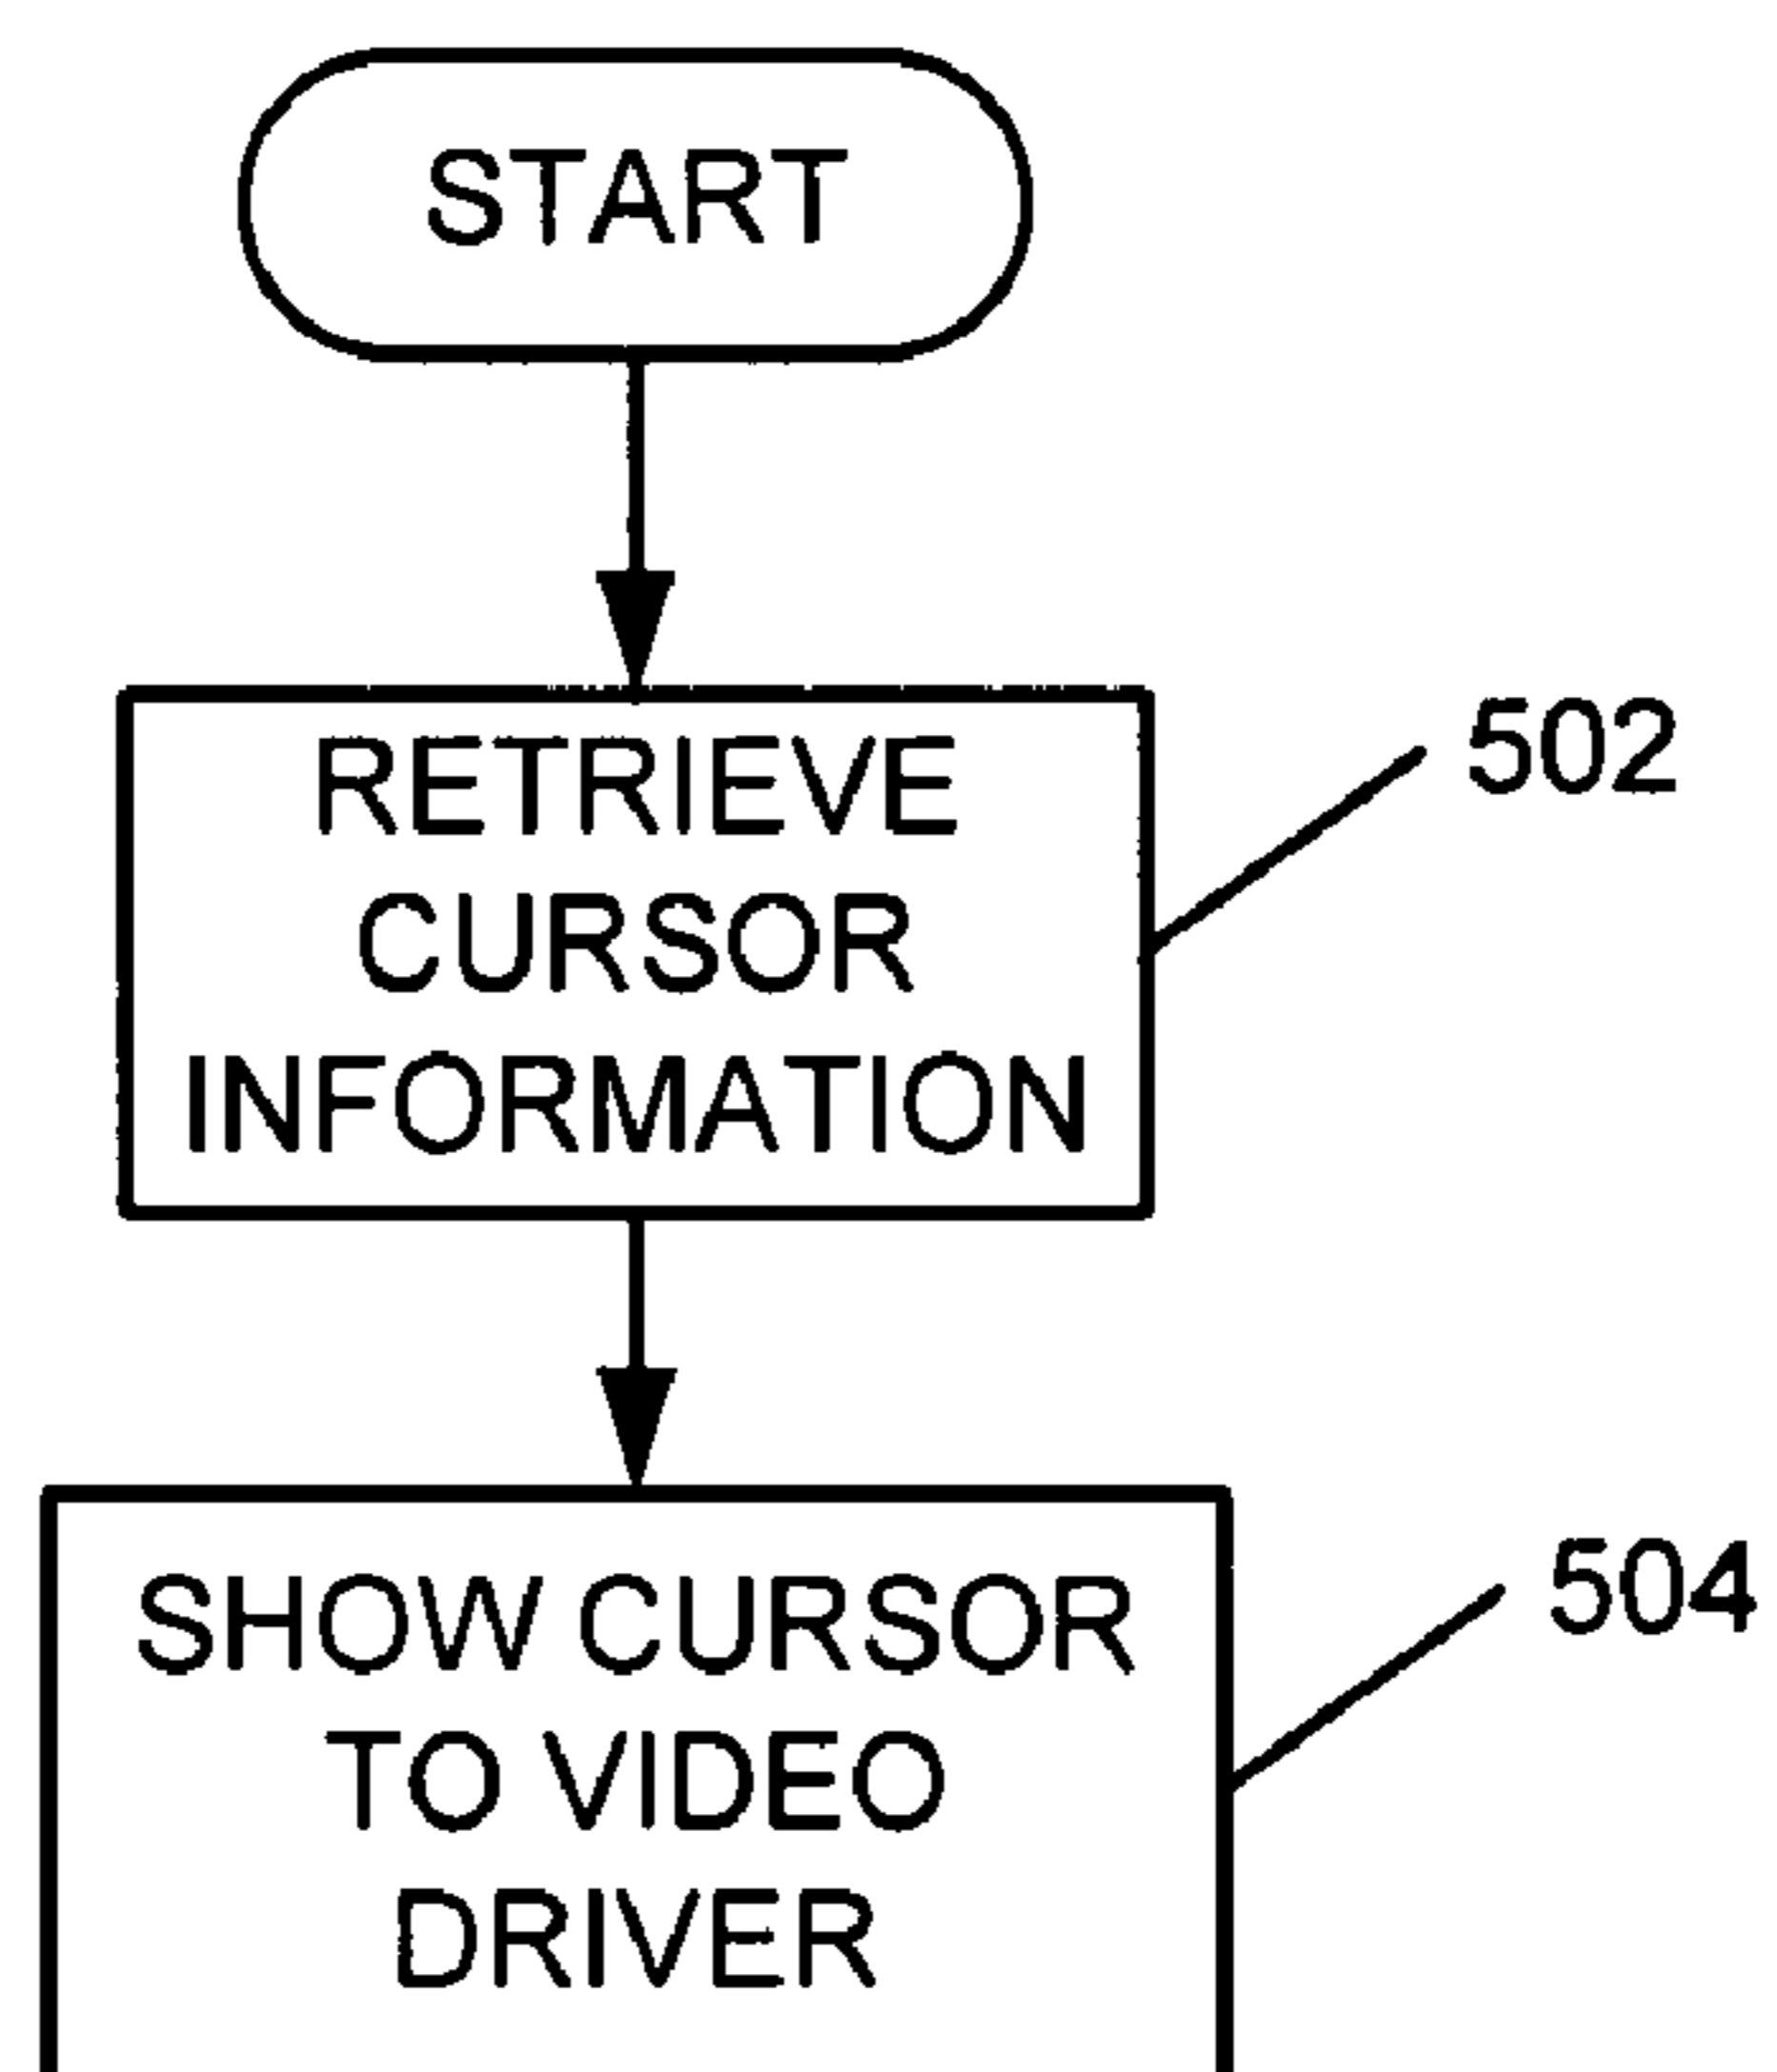 START
RETRIEVE
CURSOR
INFORMATION
502
SHOW CURSOR
TO VIDEO
DRIVER
504